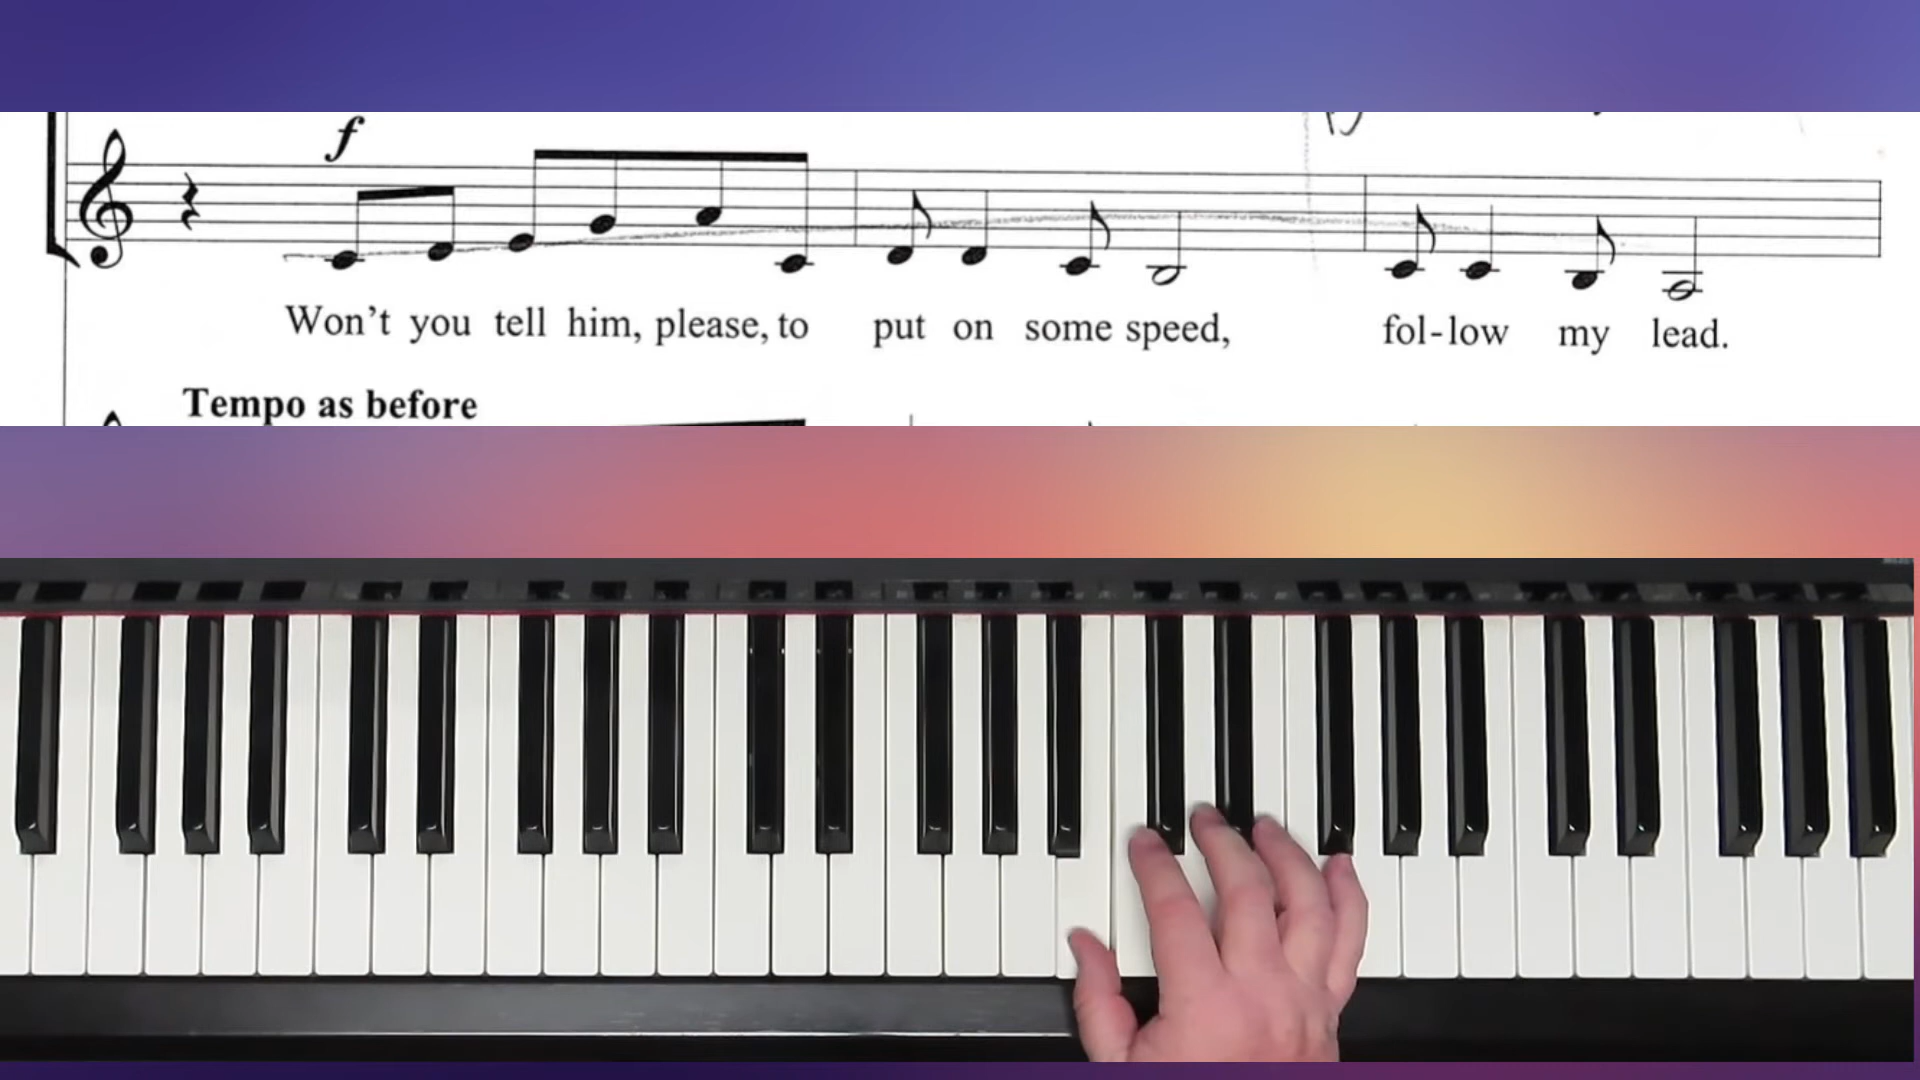 f
Won't you tell him, please, to put on some speed, fol-low my lead.
Tempo as before